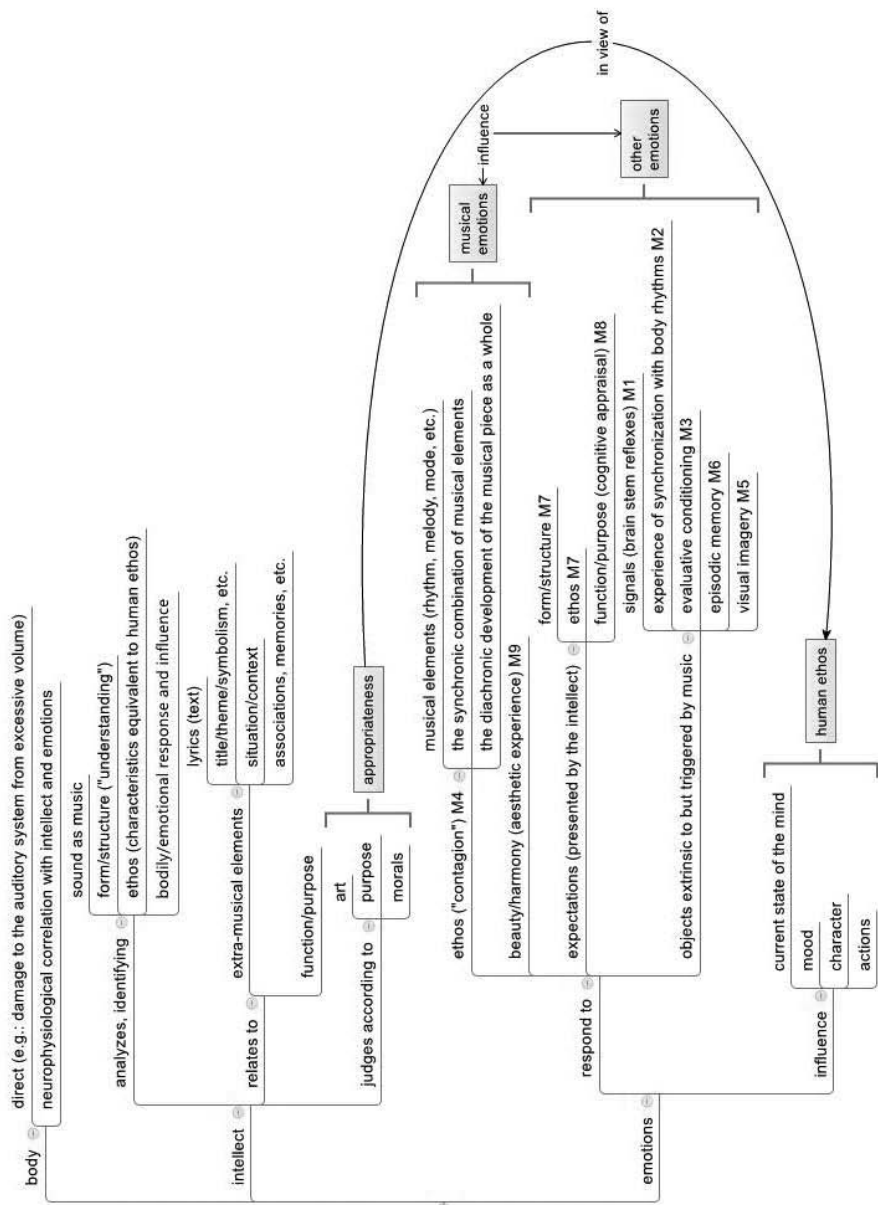 body
direct (e.g.: damage to the auditory system from excessive volume)
neurophysiological correlation with intellect and emotions
intellect
analyzes, identifying
sound as music
form/structure ("understanding")
ethos (characteristics equivalent to human ethos)
bodily/emotional response and influence
relates to
extra-musical elements
lyrics (text)
title/theme/symbolism, etc.
situation/context
associations, memories, etc.
function/purpose
judges according to
art
purpose
morals
appropriateness
in view of
emotions
respond to
ethos ("contagion") M4
musical elements (rhythm, melody, mode, etc.)
the synchronic combination of musical elements
the diachronic development of the musical piece as a whole
beauty/harmony (aesthetic experience) M9
musical
emotions
influence
expectations (presented by the intellect)
form/structure M7
ethos M7
function/purpose (cognitive appraisal) M8
objects extrinsic to but triggered by music
signals (brain stem reflexes) M1
experience of synchronization with body rhythms M2
evaluative conditioning M3
episodic memory M6
visual imagery M5
other
emotions
influence
current state of the mind
mood
character
actions
human ethos